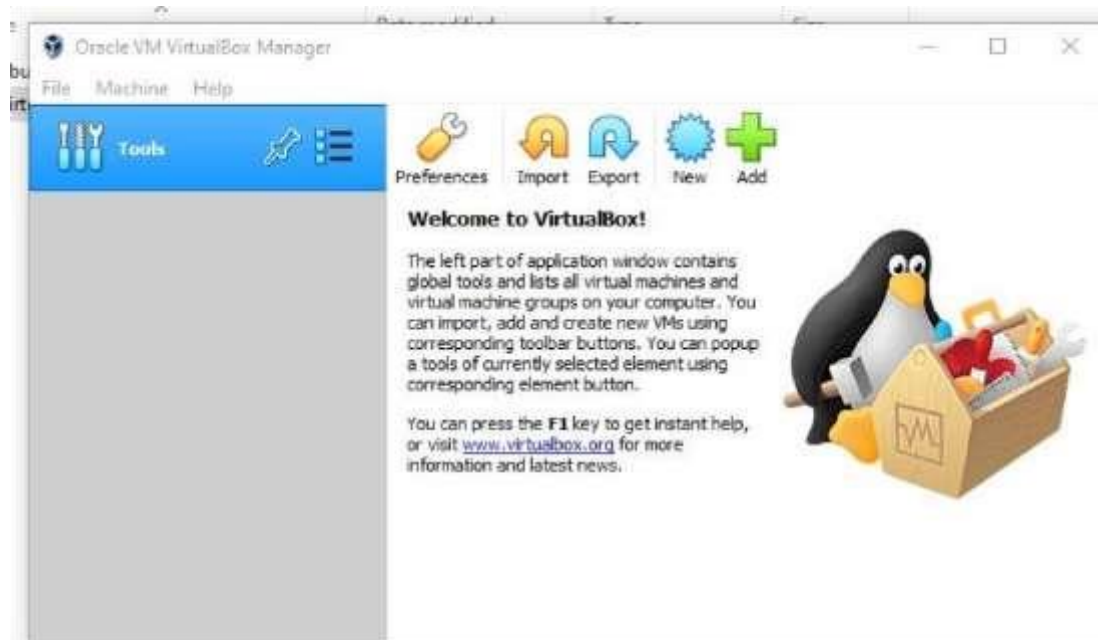 Oracle VM VirtualBox Manager
File Machine Help
Tools
Preferences Import Export New Add
Welcome to VirtualBox!
The left part of application window contains
global tools and lists all virtual machines and
virtual machine groups on your computer. You
can import, add and create new VMs using
corresponding toolbar buttons. You can popup
a tools of currently selected element using
corresponding element button.
You can press the F1 key to get instant help,
or visit www.virtualbox.org for more
information and latest news.